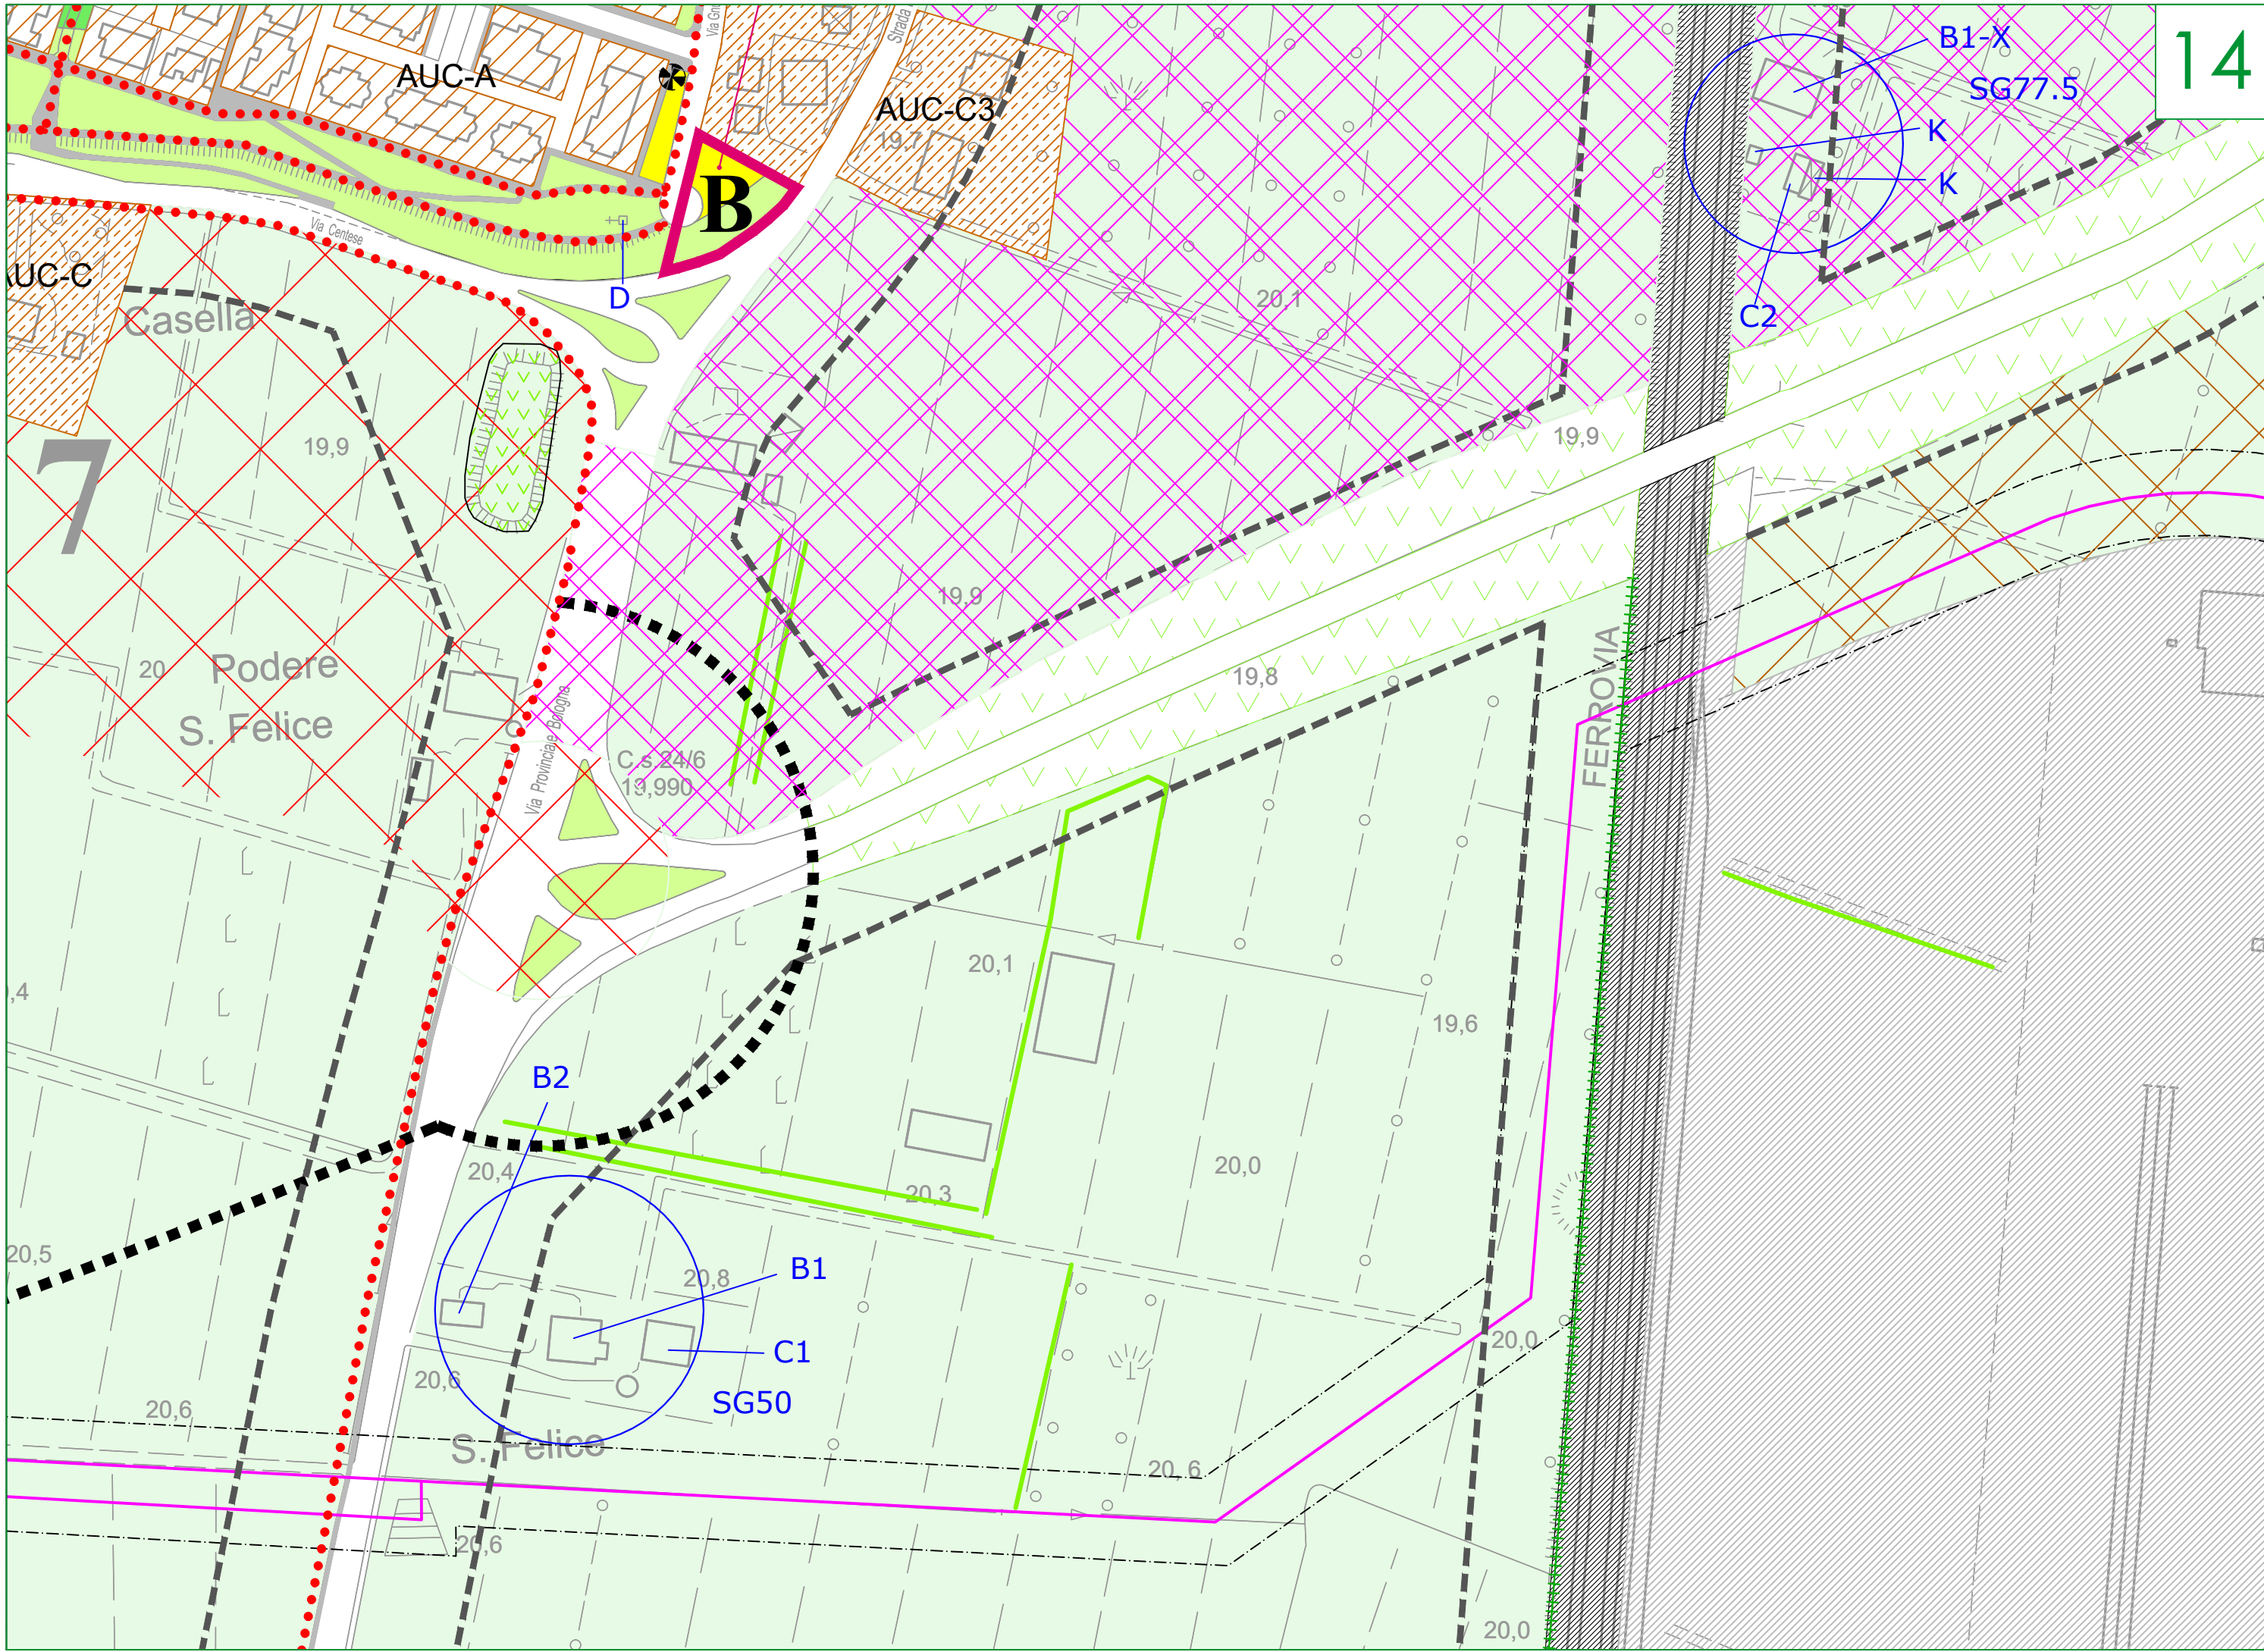 14
B1-X
SG77.5
K
K
C2
AUC-A
AUC-C3
19,7
Strada
B
D
Via Centese
AUC-C
Casella
20,1
7
19,9
19,9
19,9
19,8
20
Podere
S. Felice
Via Provinciale Bologna
C.s.24/6
19,990
FERROVIA
20,1
19,6
,4
B2
20,4
20,3
20,0
20,5
20,8
B1
C1
SG50
20,6
20,6
20,0
S. Felice
20,6
20,6
20,0